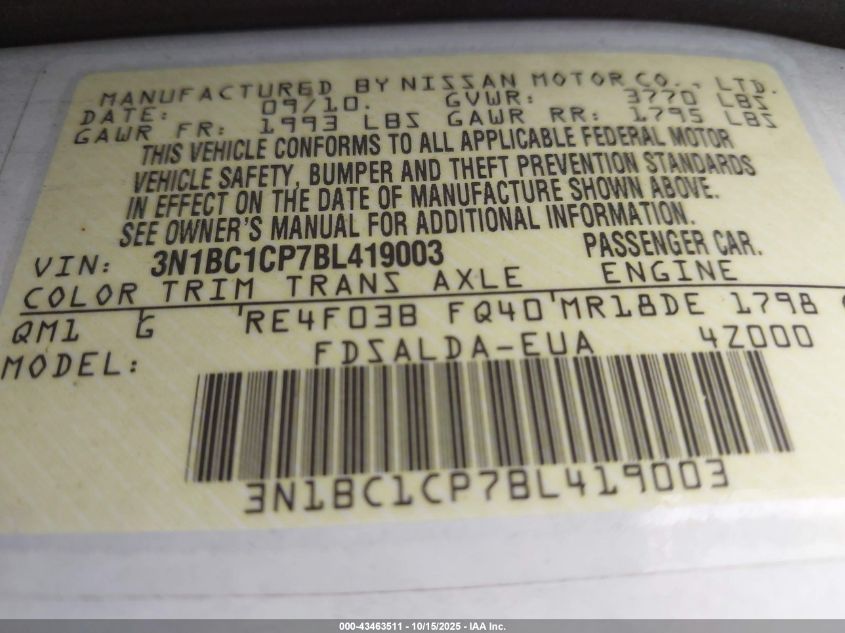 MANUFACTURED BY NISSAN MOTOR CO., LTD.
DATE: 09/10. GVWR: 3770 LBS
GAWR FR: 1993 LBS GAWR RR: 1795 LBS
THIS VEHICLE CONFORMS TO ALL APPLICABLE FEDERAL MOTOR
VEHICLE SAFETY, BUMPER AND THEFT PREVENTION STANDARDS
IN EFFECT ON THE DATE OF MANUFACTURE SHOWN ABOVE.
SEE OWNER'S MANUAL FOR ADDITIONAL INFORMATION.
VIN: 3N1BC1CP7BL419003 PASSENGER CAR.
COLOR TRIM TRANS AXLE ENGINE
QM1 G RE4F03B FQ40 MR18DE 1798
MODEL: FDSALDA-EUA 4Z000
3N1BC1CP7BL419003
000-43463511 - 10/15/2025 - IAA Inc.